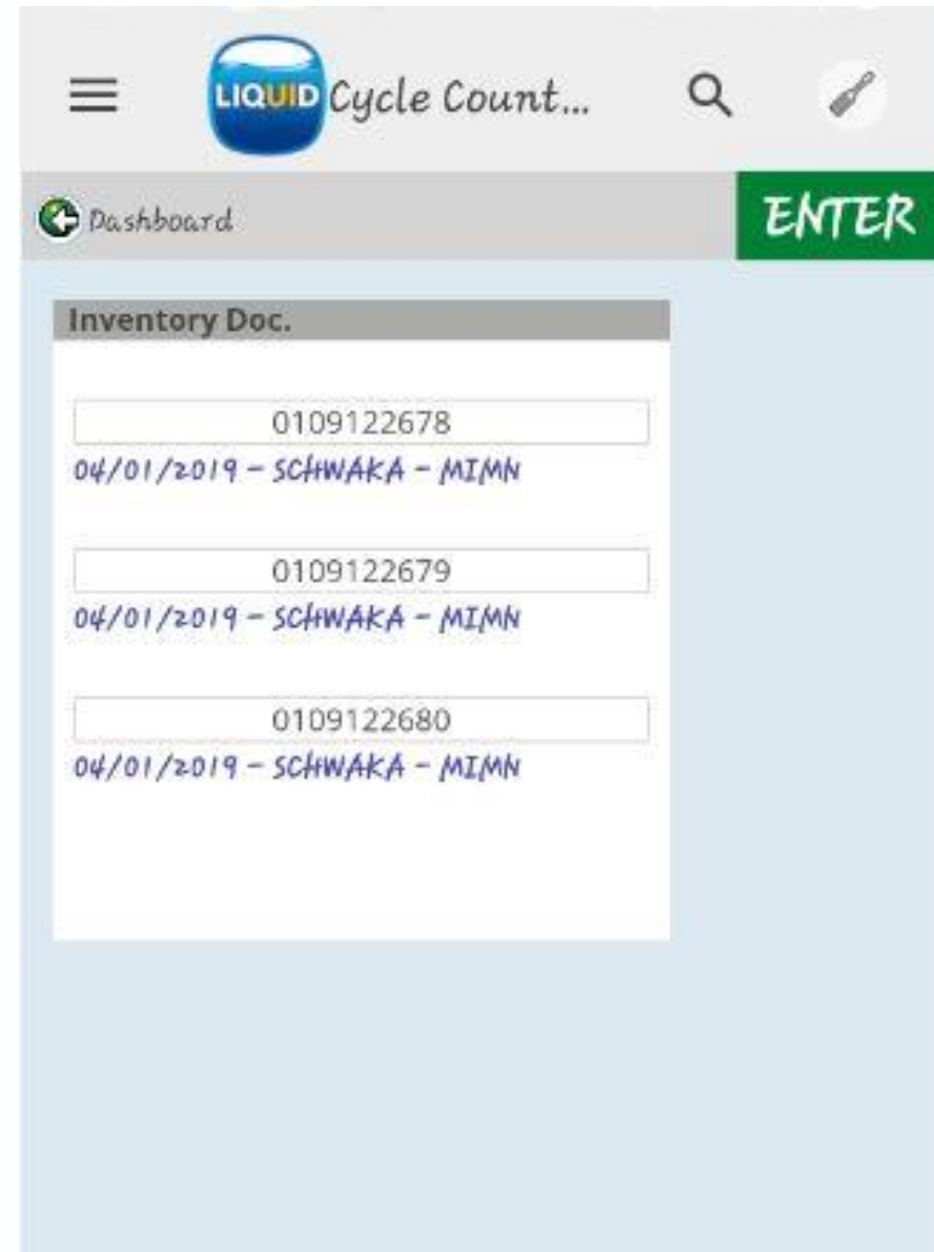 LIQUID Cycle Count...
Dashboard ENTER
Inventory Doc.
0109122678
04/01/2019 - SCHWAKA - MIMN
0109122679
04/01/2019 - SCHWAKA - MIMN
0109122680
04/01/2019 - SCHWAKA - MIMN